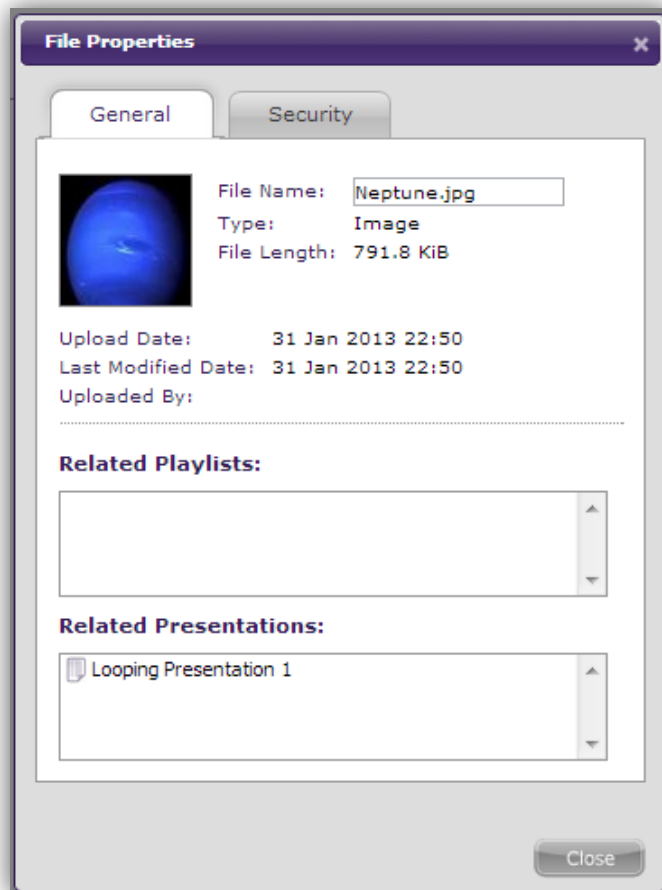 File Properties
General Security
File Name: Neptune.jpg
Type: Image
File Length: 791.8 KiB
Upload Date: 31 Jan 2013 22:50
Last Modified Date: 31 Jan 2013 22:50
Uploaded By:
Related Playlists:
Related Presentations:
Looping Presentation 1
Close